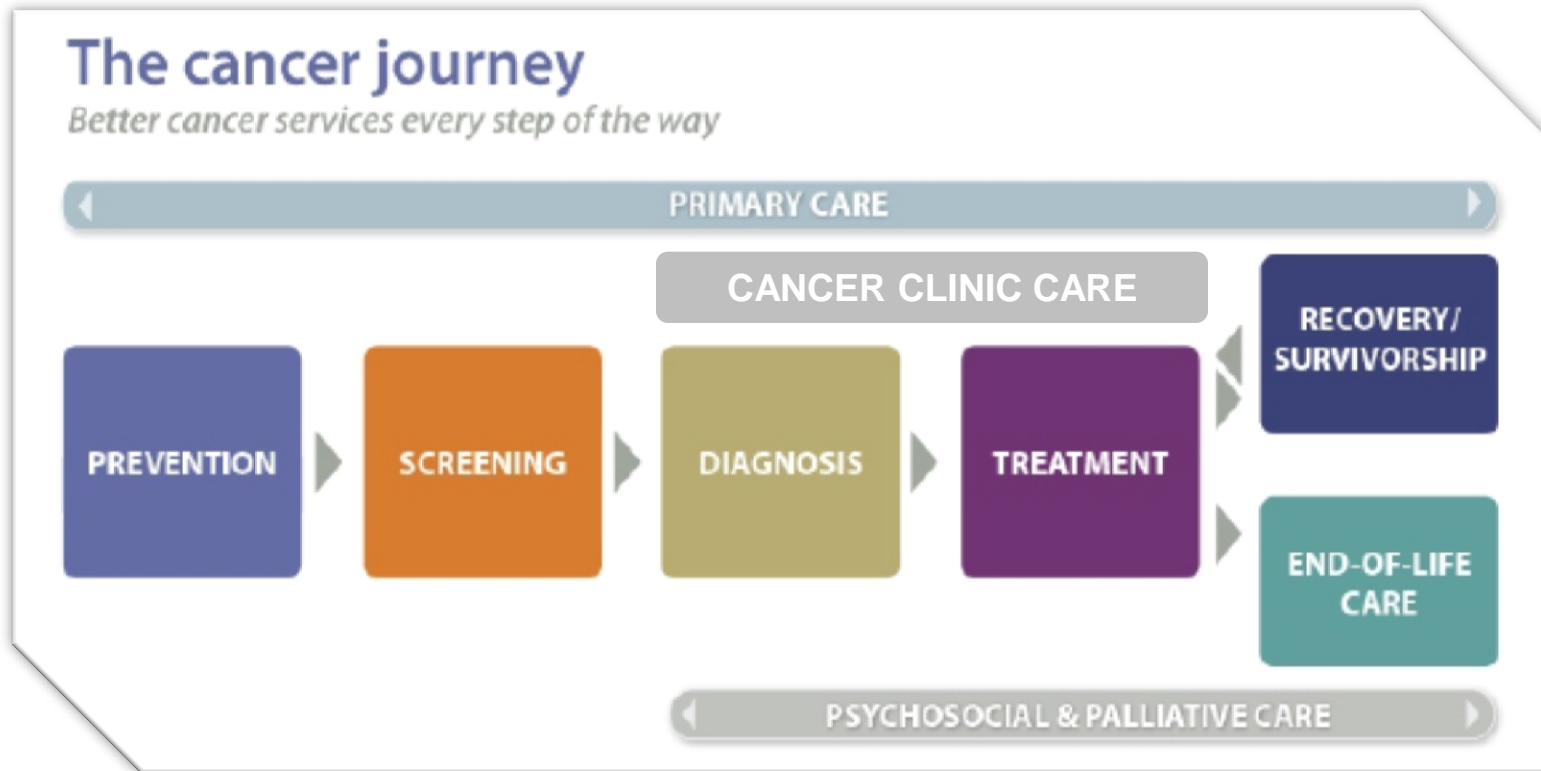 The cancer journey
Better cancer services every step of the way
PRIMARY CARE
CANCER CLINIC CARE
PREVENTION
SCREENING
DIAGNOSIS
TREATMENT
RECOVERY/
SURVIVORSHIP
END-OF-LIFE
CARE
PSYCHOSOCIAL & PALLIATIVE CARE